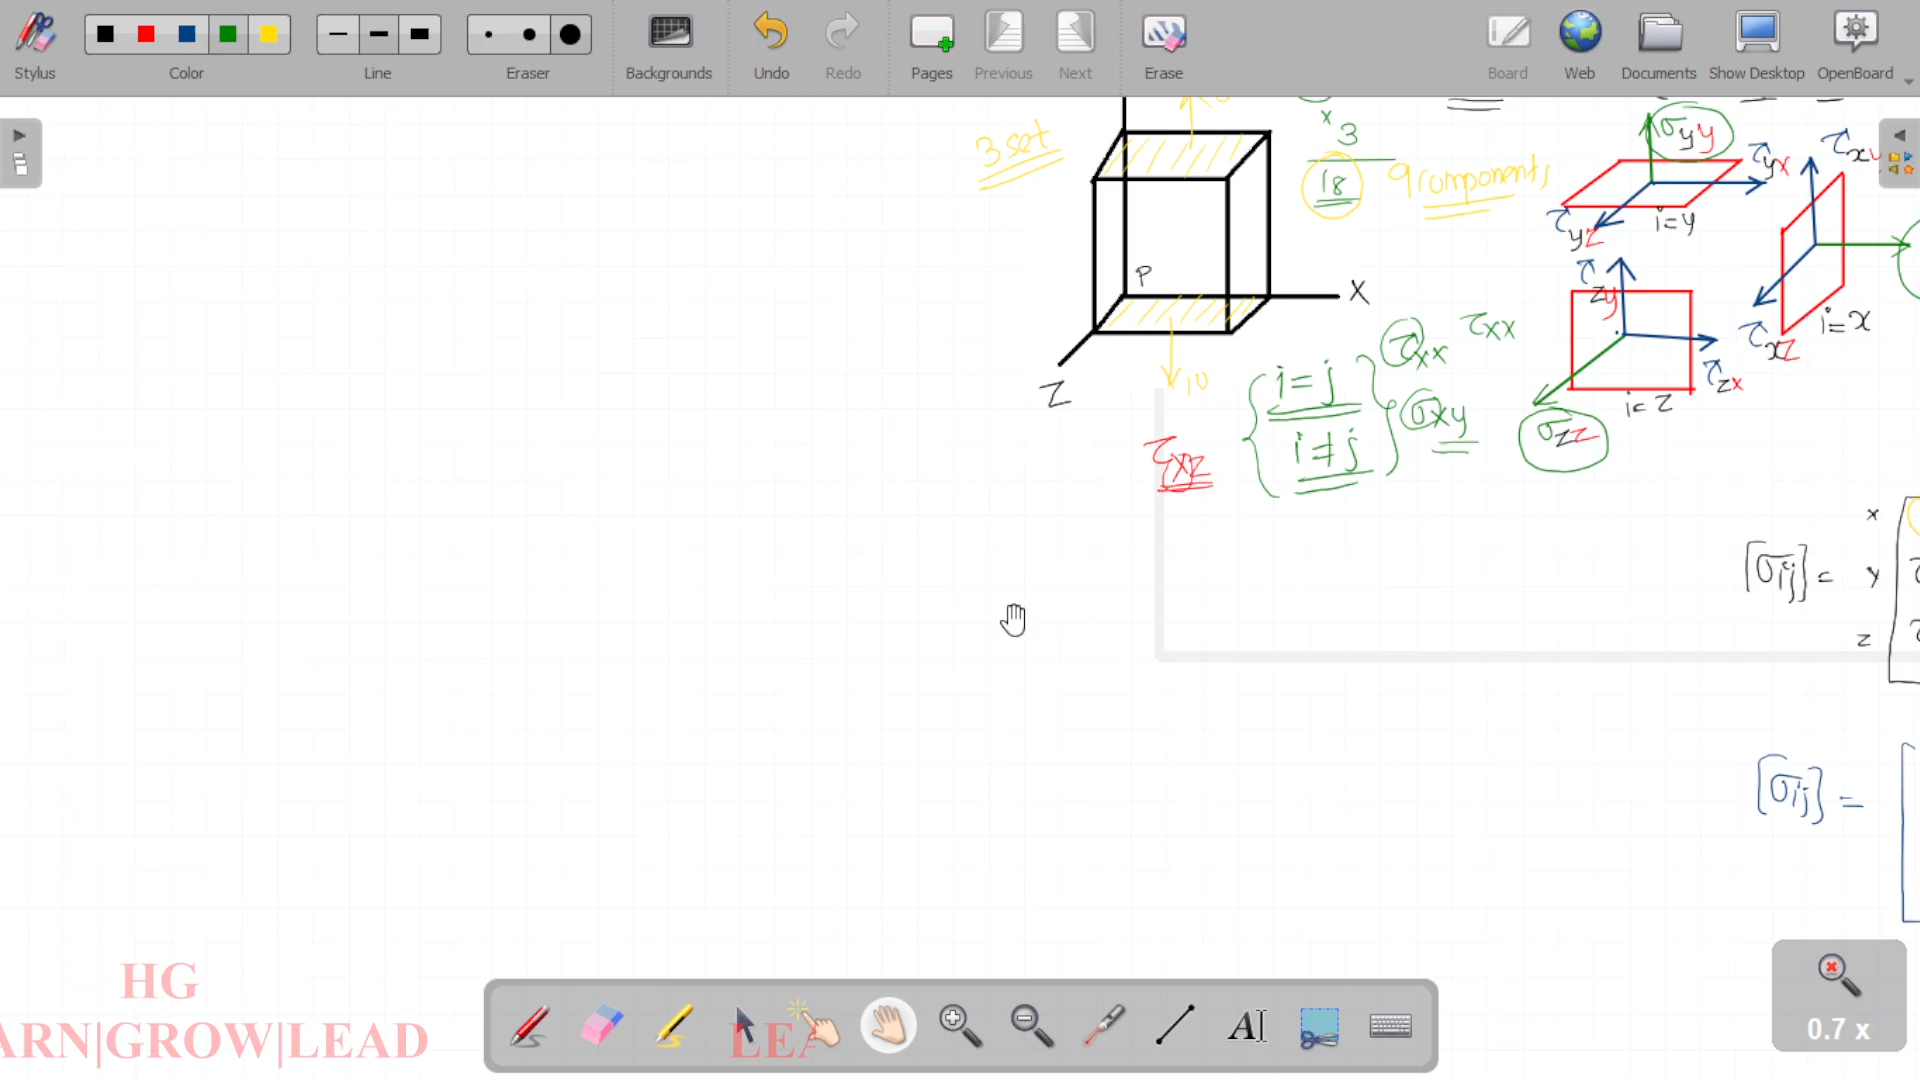 Stylus
Color
Line
Eraser
Backgrounds
Undo
Redo
Pages
Previous
Next
Erase
Board
Web
Documents
Show Desktop
OpenBoard
3 set
x 3
18
9 components
P
X
Z
10
σyy
τyx
τyz
i=y
τxz
i=x
τzy
τzx
i=z
σzz
i=j
i≠j
τxx
τxx
σxy
τxz
x
[σij] = y
z
[σij] =
HG
ARN|GROW|LEAD
LEA
0.7 x